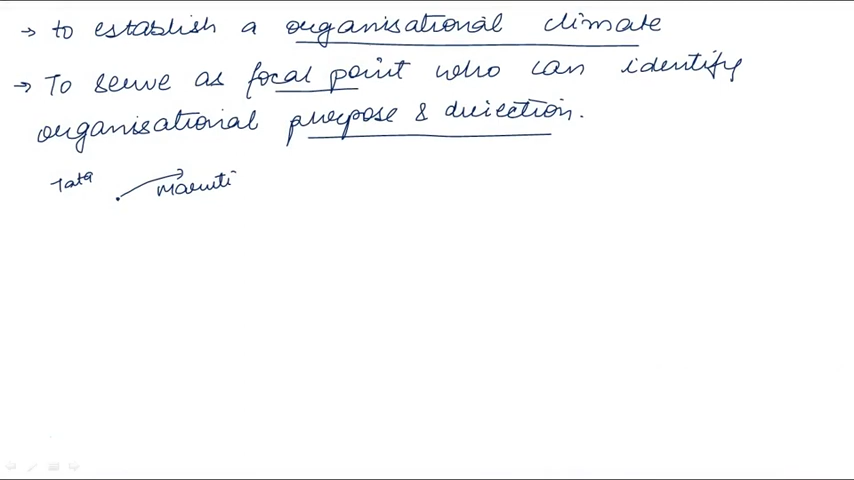 → to establish a organisational climate
→ To serve as focal point who can identify
organisational purpose & direction.
Tata Maruti